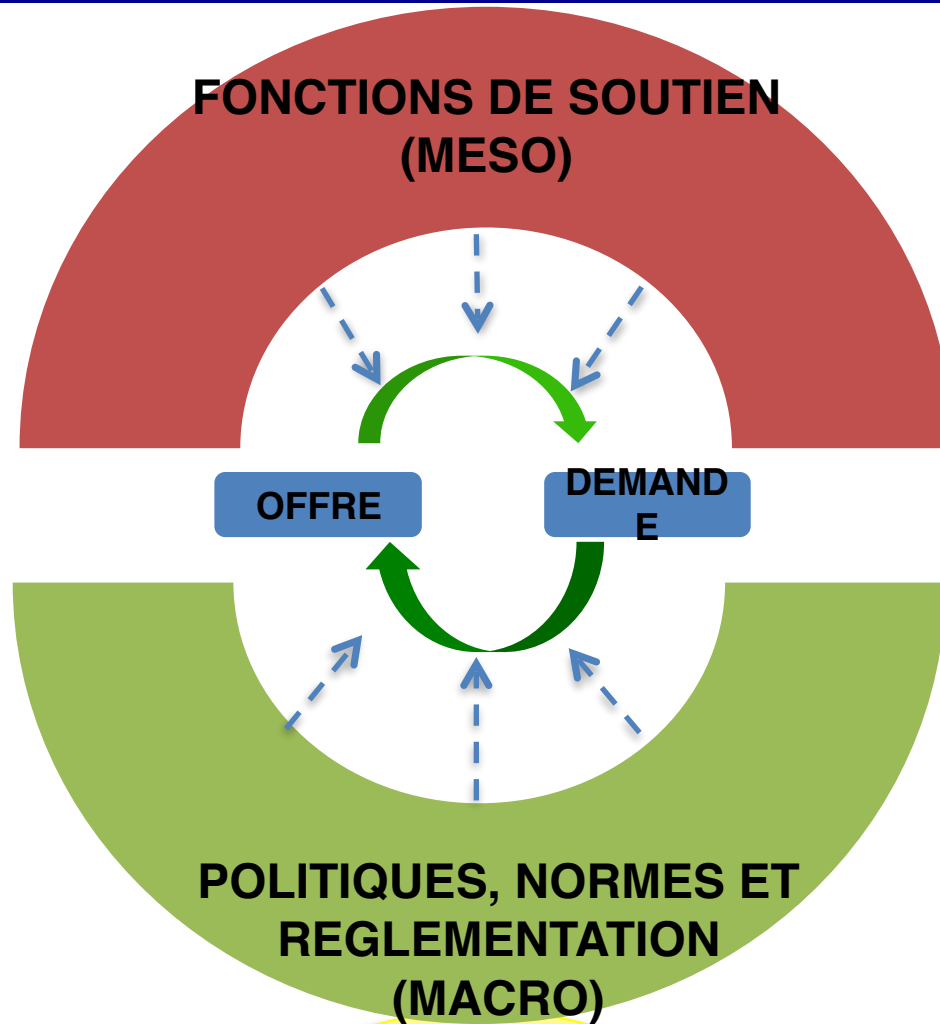 FONCTIONS DE SOUTIEN
(MESO)
OFFRE
DEMAND
E
POLITIQUES, NORMES ET
REGLEMENTATION
(MACRO)